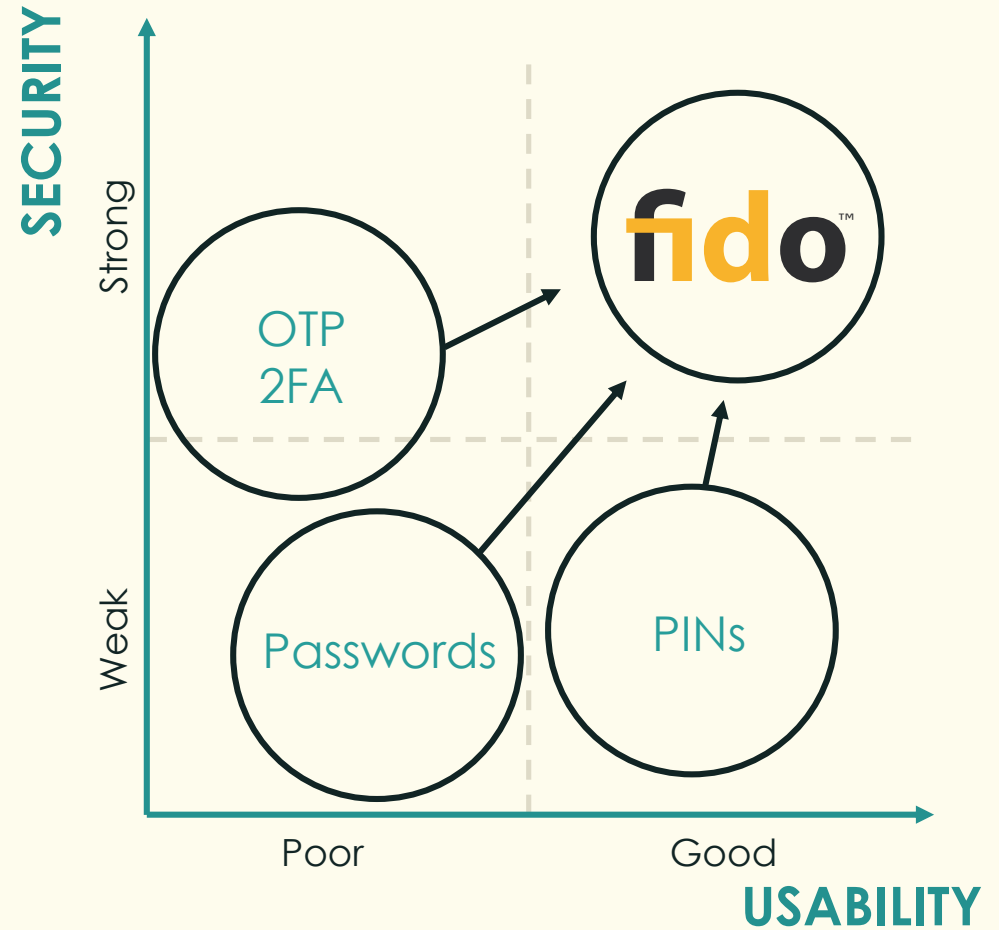 SECURITY
Strong
Weak
OTP
2FA
fido™
Passwords
PINs
Poor
Good
USABILITY